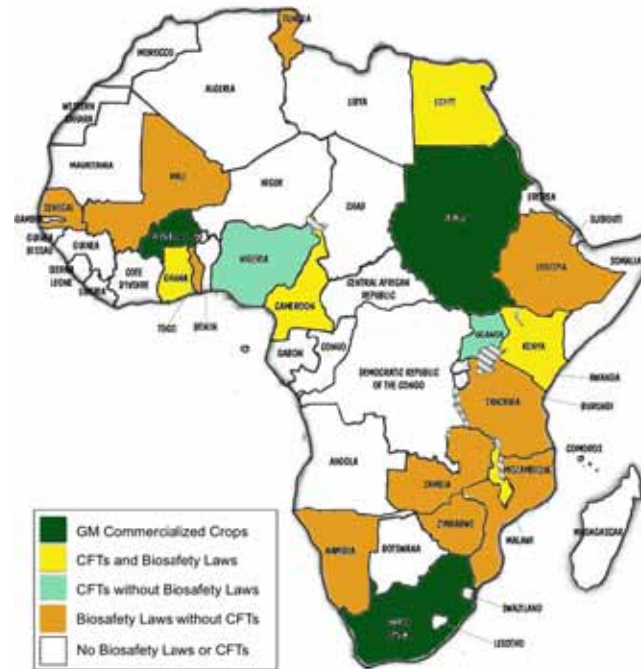 TUNISIA
MOROCCO
ALGERIA
LIBYA
EGYPT
WESTERN
SAHARA
MAURITANIA
MALI
NIGER
CHAD
ERITREA
DJIBOUTI
SENEGAL
GAMBIA
GUINEA
BISSAU
GUINEA
SIERRA
LEONE
LIBERIA
COTE
D'IVOIRE
GHANA
TOGO
BENIN
NIGERIA
CAMEROON
CENTRAL AFRICAN
REPUBLIC
ETHIOPIA
SOMALIA
UGANDA
KENYA
GABON
CONGO
DEMOCRATIC REPUBLIC
OF THE CONGO
RWANDA
BURUNDI
TANZANIA
COMOROS
ANGOLA
ZAMBIA
MOZAMBIQUE
MALAWI
ZIMBABWE
NAMIBIA
BOTSWANA
MADAGASCAR
SWAZILAND
LESOTHO
GM Commercialized Crops
CFTs and Biosafety Laws
CFTs without Biosafety Laws
Biosafety Laws without CFTs
No Biosafety Laws or CFTs